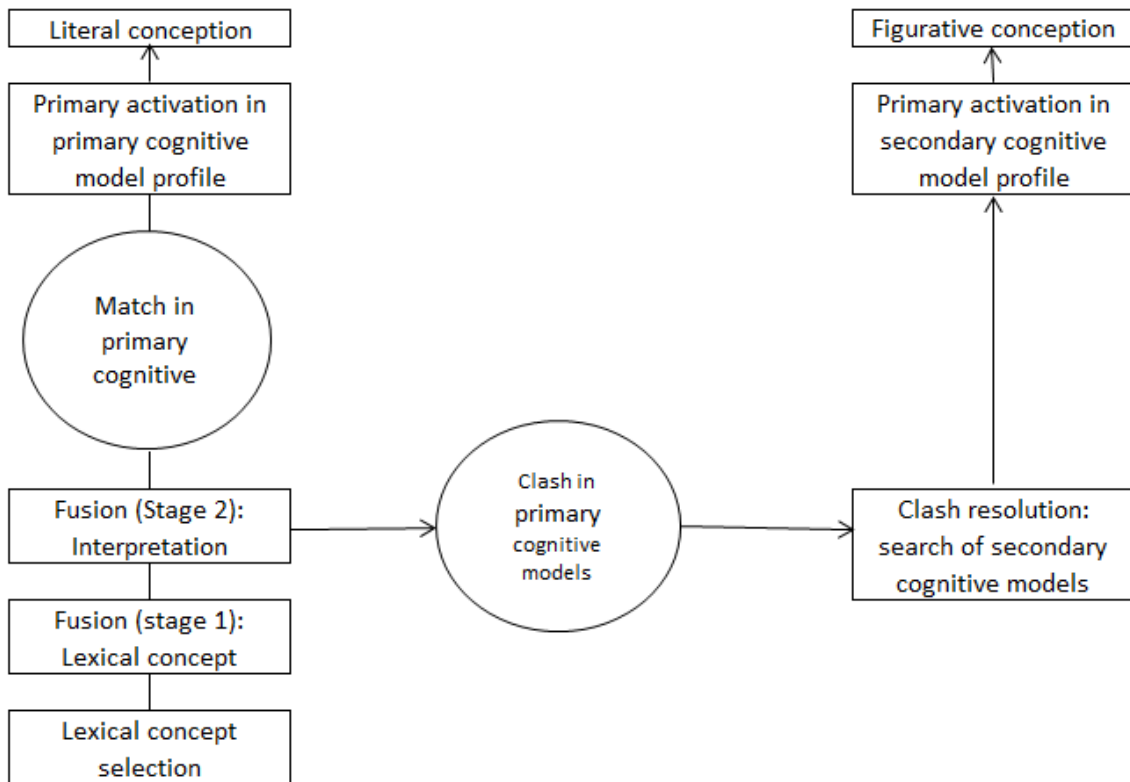 Literal conception
Figurative conception
Primary activation in
primary cognitive
model profile
Primary activation in
secondary cognitive
model profile
Match in
primary
cognitive
Fusion (Stage 2):
Interpretation
Clash in
primary
cognitive
models
Clash resolution:
search of secondary
cognitive models
Fusion (stage 1):
Lexical concept
Lexical concept
selection